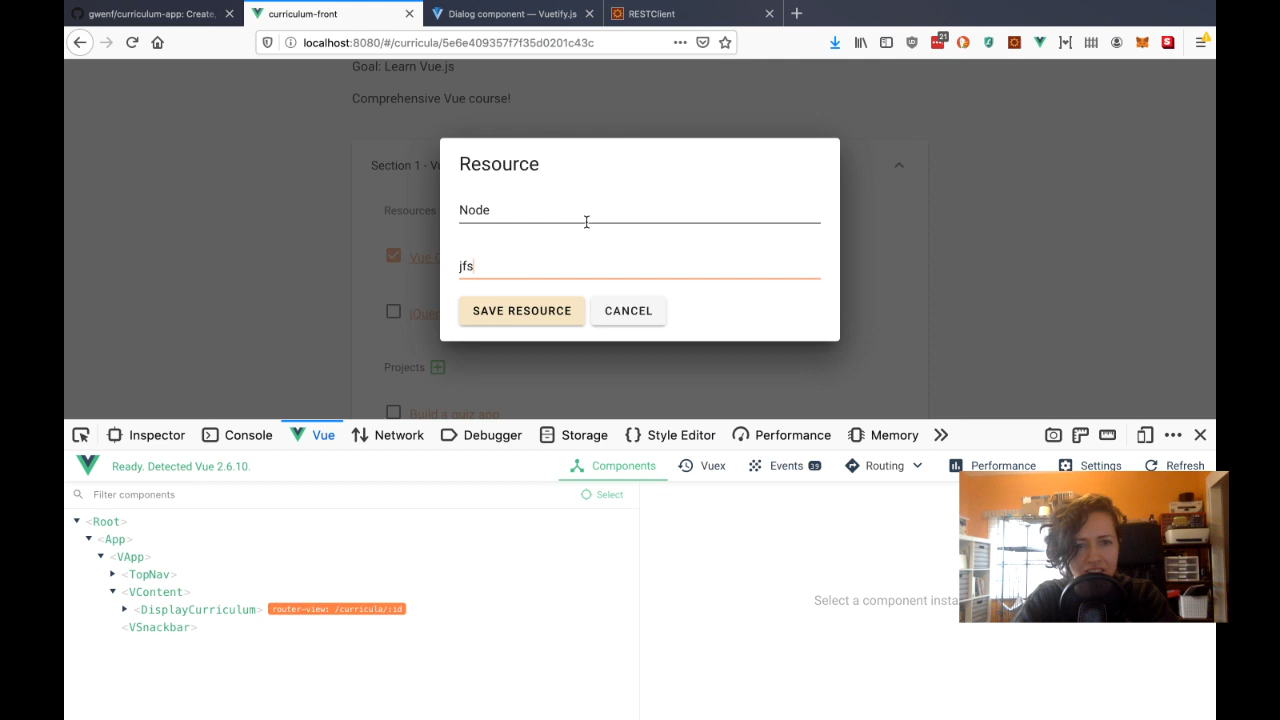 gwenf/curriculum-app: Create,
curriculum-front
Dialog component — Vuetify.js
RESTClient
localhost:8080/#/curricula/5e6e409357f7f35d0201c43c
21
Goal: Learn Vue.js
Comprehensive Vue course!
Section 1 - Vu
Resources
Vue
jQuer
Projects
Build a quiz app
Resource
Node
jfs
SAVE RESOURCE
CANCEL
Inspector
Console
Vue
Network
Debugger
Storage
Style Editor
Performance
Memory
Ready. Detected Vue 2.6.10.
Components
Vuex
Events 39
Routing
Performance
Settings
Refresh
Filter components
Select
<Root>
<App>
<VApp>
<TopNav>
<VContent>
<DisplayCurriculum> router-view: /curricula/:id
<VSnackbar>
Select a component insta